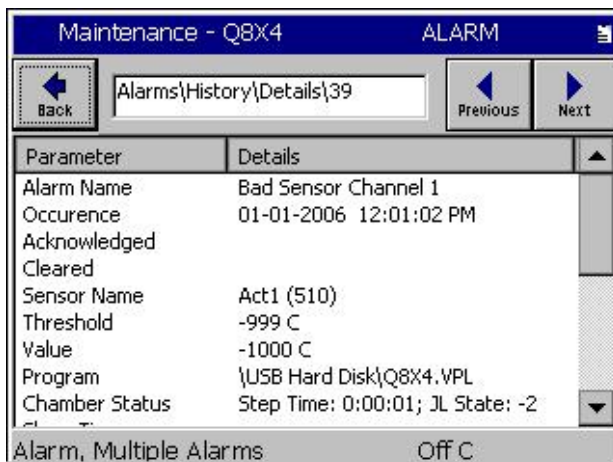 Maintenance - Q8X4 ALARM
Back Alarms\History\Details\39 Previous Next
Parameter Details
Alarm Name Bad Sensor Channel 1
Occurence 01-01-2006 12:01:02 PM
Acknowledged
Cleared
Sensor Name Act1 (510)
Threshold -999 C
Value -1000 C
Program \USB Hard Disk\Q8X4.VPL
Chamber Status Step Time: 0:00:01; JL State: -2
Alarm, Multiple Alarms Off C